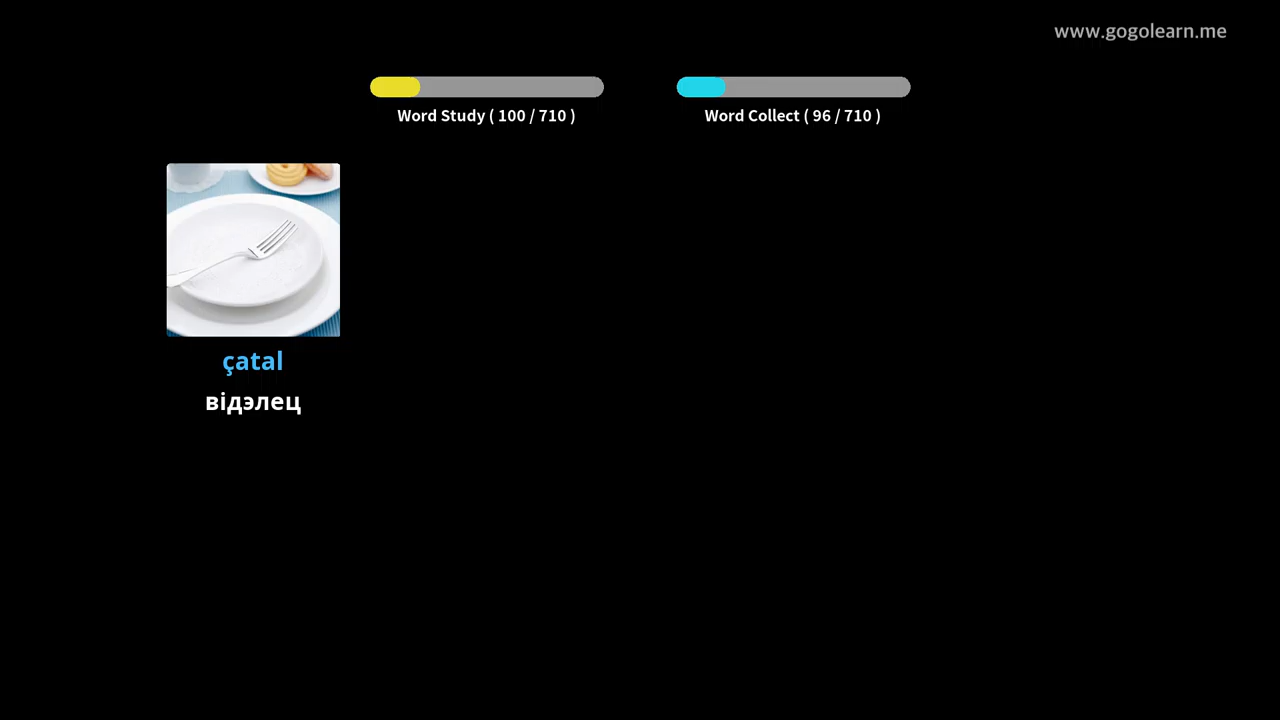 www.gogolearn.me
Word Study ( 100 / 710 )
Word Collect ( 96 / 710 )
çatal
відэлец